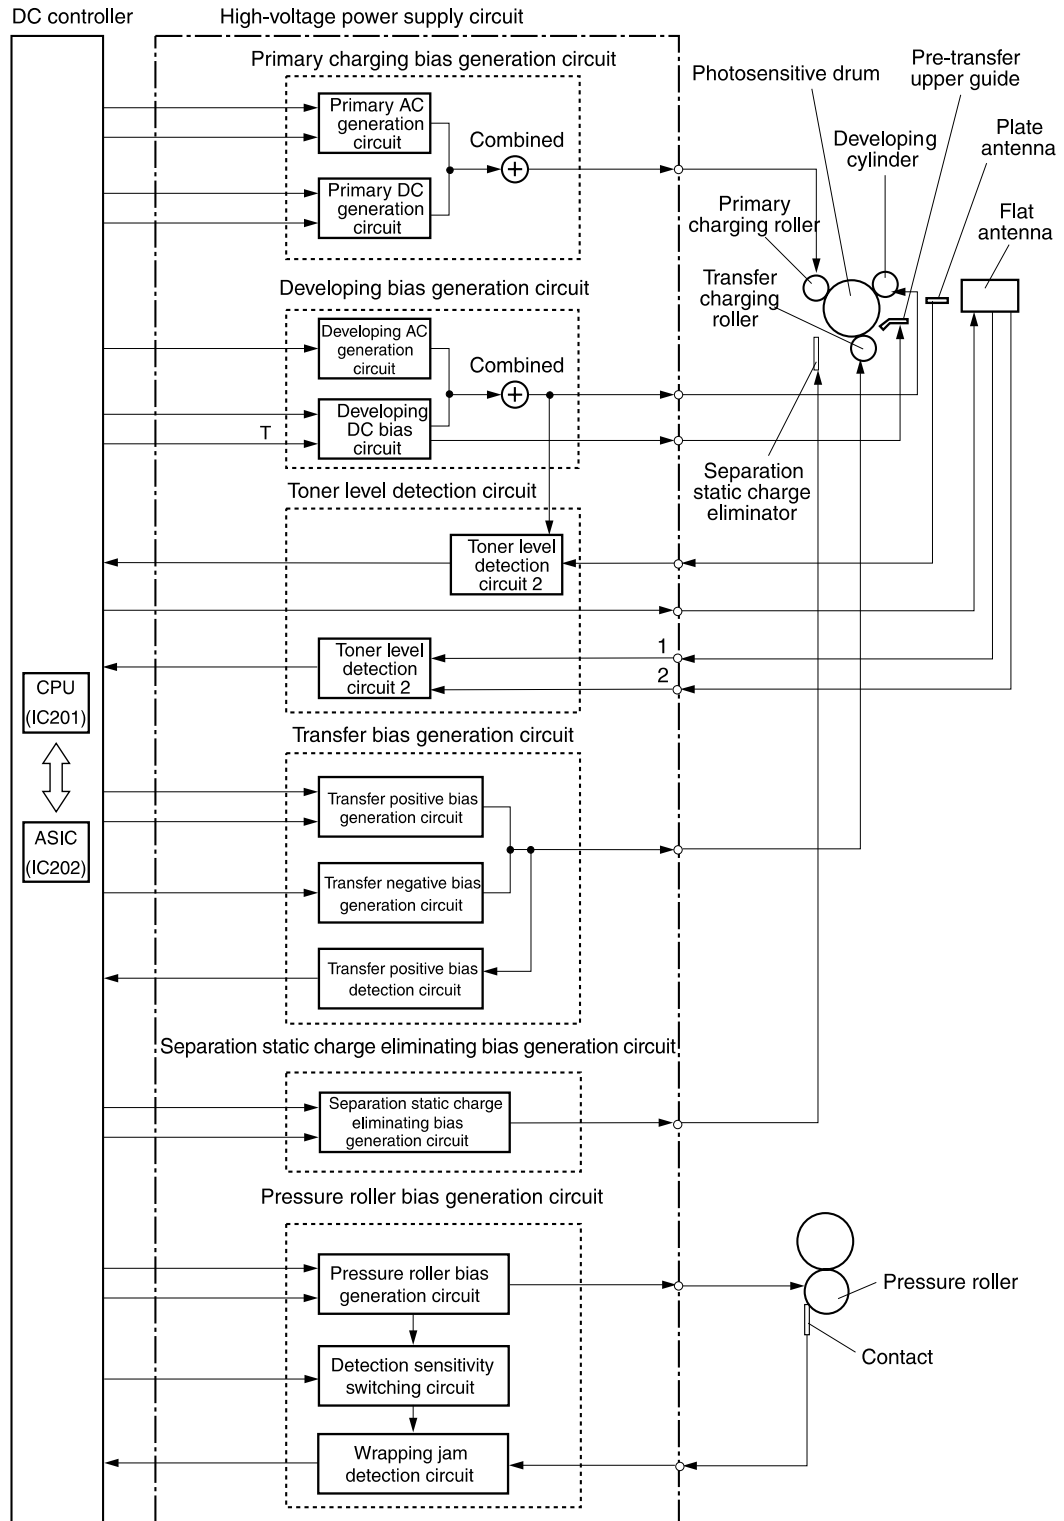 DC controller
High-voltage power supply circuit
Primary charging bias generation circuit
Primary AC
generation
circuit
Combined
Primary DC
generation
circuit
Photosensitive drum
Pre-transfer
upper guide
Developing
cylinder
Plate
antenna
Primary
charging roller
Flat
antenna
Transfer
charging
roller
Developing bias generation circuit
Developing AC
generation
circuit
Combined
Developing
DC bias
circuit
T
Separation
static charge
eliminator
Toner level detection circuit
Toner level
detection
circuit 2
1
Toner level
detection
circuit 2
2
CPU
(IC201)
ASIC
(IC202)
Transfer bias generation circuit
Transfer positive bias
generation circuit
Transfer negative bias
generation circuit
Transfer positive bias
detection circuit
Separation static charge eliminating bias generation circuit
Separation static charge
eliminating bias
generation circuit
Pressure roller bias generation circuit
Pressure roller bias
generation circuit
Pressure roller
Contact
Detection sensitivity
switching circuit
Wrapping jam
detection circuit